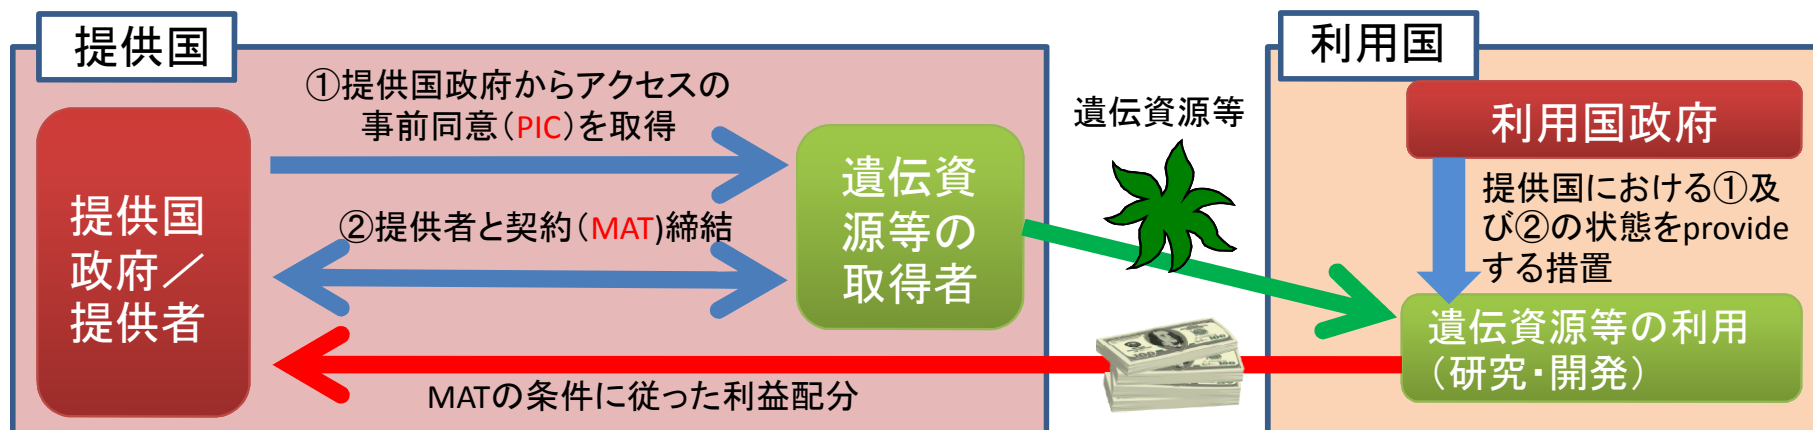 提供国
①提供国政府からアクセスの
事前同意（PIC）を取得
②提供者と契約（MAT)締結
提供国
政府／
提供者
遺伝資
源等の
取得者
MATの条件に従った利益配分
遺伝資源等
利用国
利用国政府
提供国における①及
び②の状態をprovide
する措置
遺伝資源等の利用
（研究・開発）